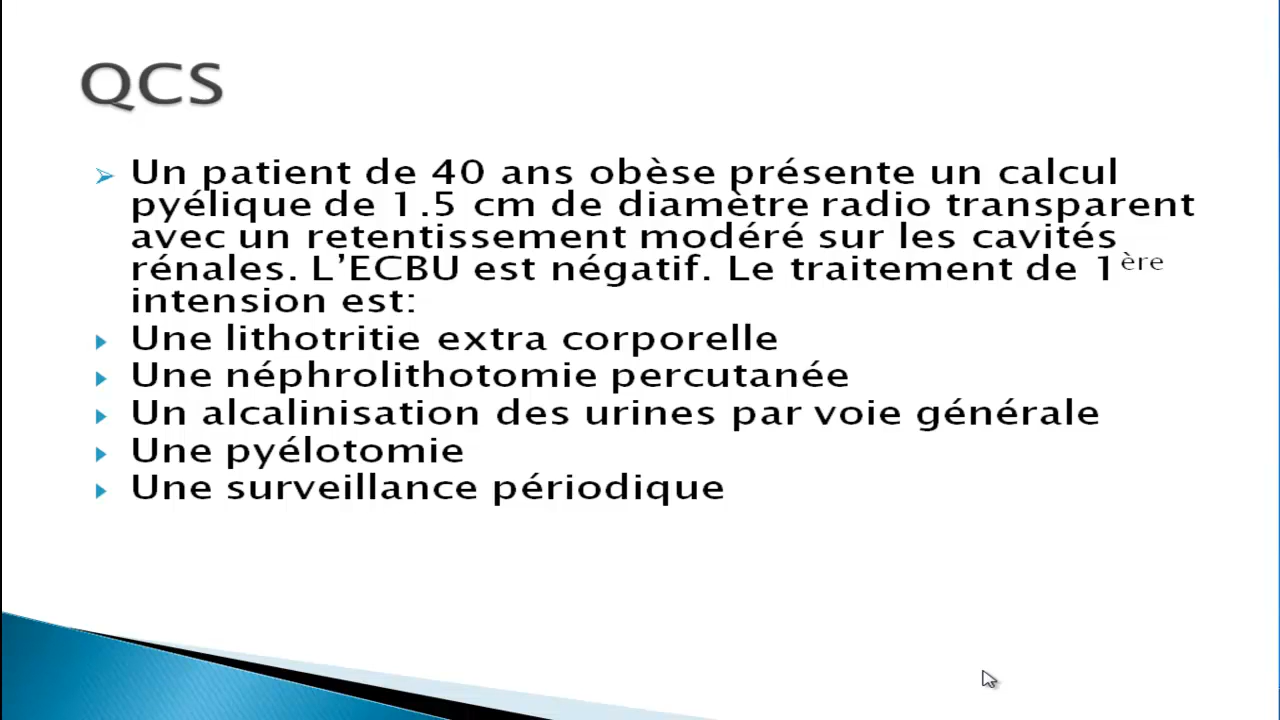 QCS
Un patient de 40 ans obèse présente un calcul
pyélique de 1.5 cm de diamètre radio transparent
avec un retentissement modéré sur les cavités
rénales. L’ECBU est négatif. Le traitement de 1ère
intension est:
Une lithotritie extra corporelle
Une néphrolithotomie percutanée
Un alcalinisation des urines par voie générale
Une pyélotomie
Une surveillance périodique